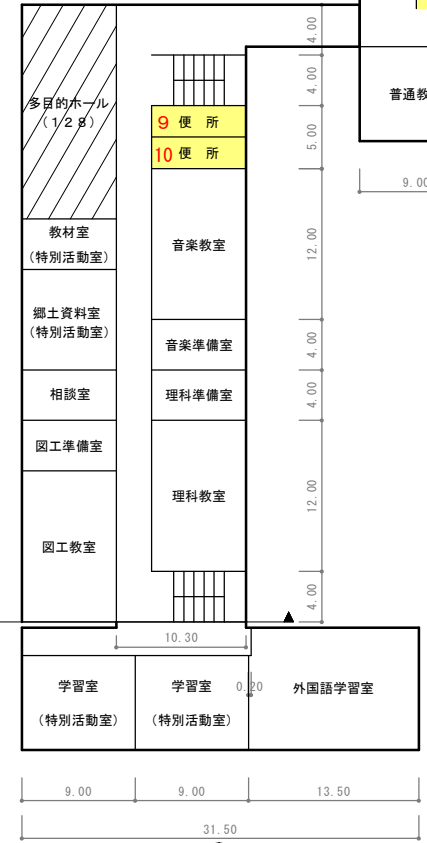 4.00
4.00
普通教
多目的ホール
（128）
9 便 所
10 便 所
5.00
9.00
教材室
（特別活動室）
音楽教室
12.00
郷土資料室
（特別活動室）
音楽準備室
4.00
相談室
理科準備室
4.00
図工準備室
理科教室
12.00
図工教室
4.00
10.30
学習室
（特別活動室）
学習室
（特別活動室）
0.20
外国語学習室
9.00
9.00
13.50
31.50